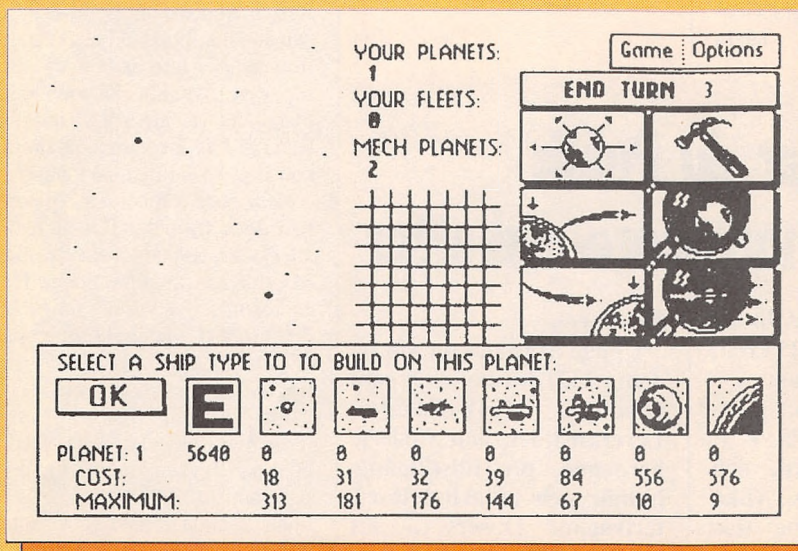 YOUR PLANETS:
1
YOUR FLEETS:
0
MECH PLANETS:
2
Game Options
END TURN 3
SELECT A SHIP TYPE TO TO BUILD ON THIS PLANET:
OK E
PLANET: 1 5640 0 0 0 0 0 0 0
COST: 18 31 32 39 84 556 576
MAXIMUM: 313 181 176 144 67 10 9